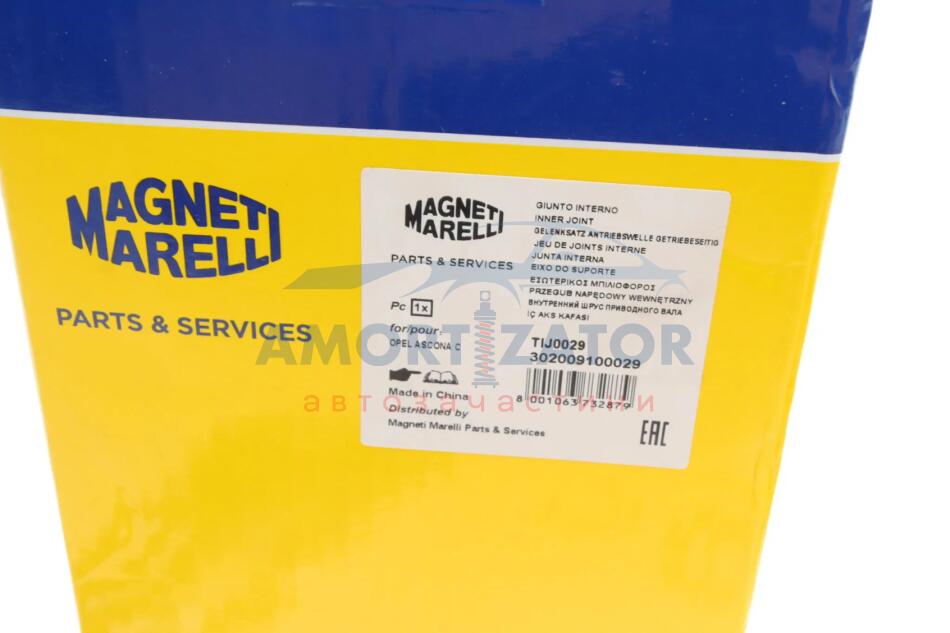 MAGNETI
MARELLI
PARTS & SERVICES
MAGNETI
MARELLI
PARTS & SERVICES
Pc 1x
for/pour:
OPEL ASCONA C
Made in China
Distributed by
Magneti Marelli Parts & Services
GIUNTO INTERNO
INNER JOINT
GELENKSATZ ANTRIEBSWELLE GETRIEBESEITIG
JEU DE JOINTS INTERNE
JUNTA INTERNA
EIXO DO SUPORTE
ΕΣΩΤΕΡΙΚΟΣ ΜΠΙΛΙΟΦΟΡΟΣ
PRZEGUB NAPĘDOWY WEWNĘTRZNY
ВНУТРЕННИЙ ШРУС ПРИВОДНОГО ВАЛА
İÇ AKS KAFASI
TIJ0029
302009100029
8 001063 732879
EAC
AMORTIZATOR
автозапчасти